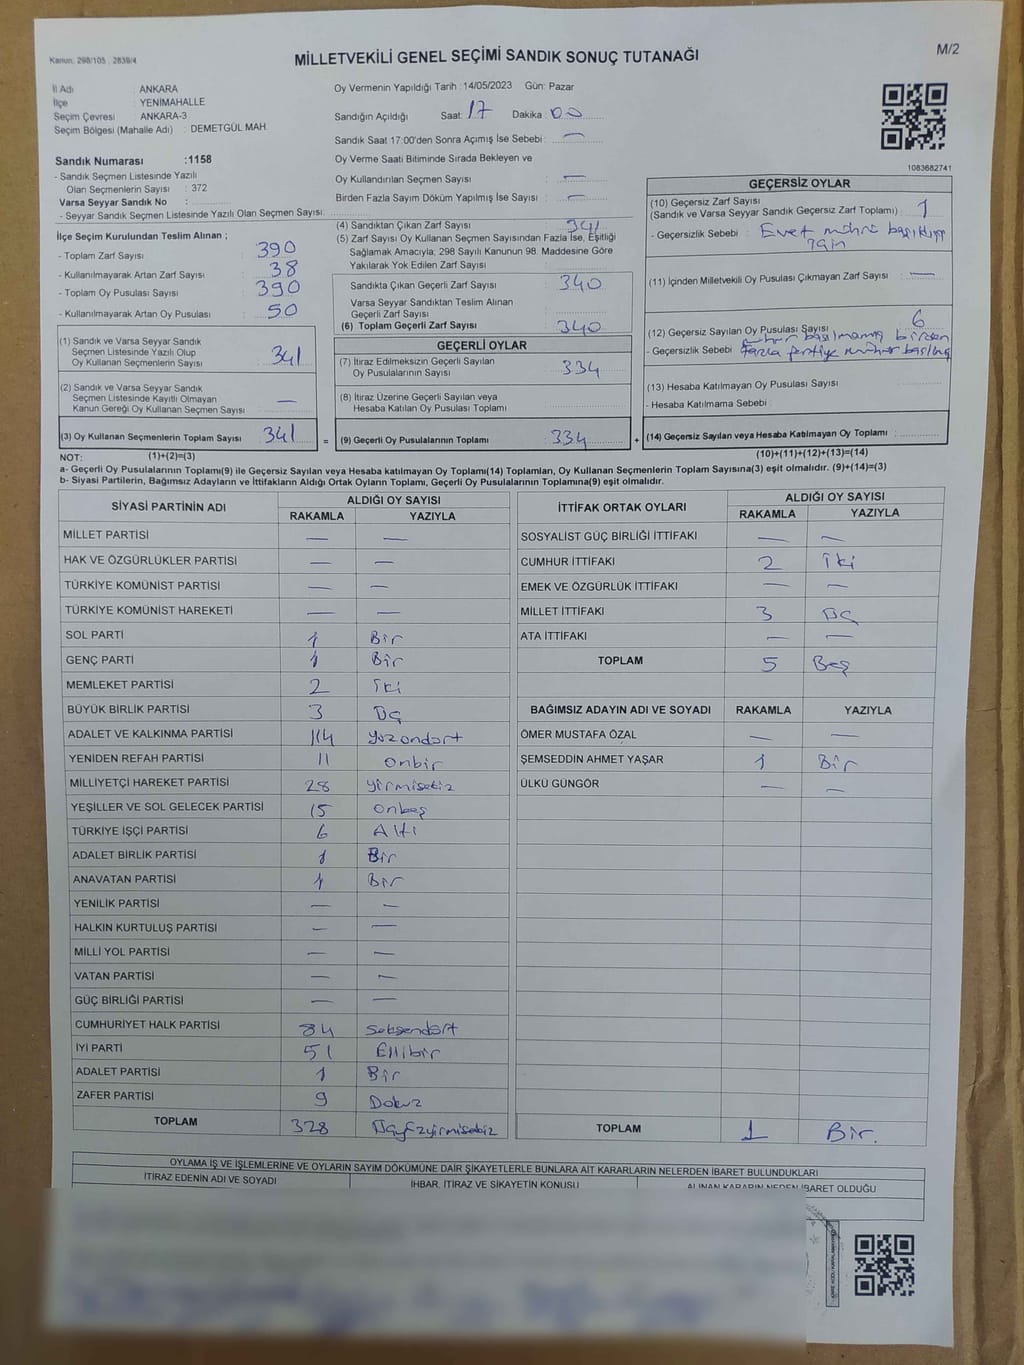 Kanun: 298/105 , 2839/4
MİLLETVEKİLİ GENEL SEÇİMİ SANDIK SONUÇ TUTANAĞI
M/2
İl Adı : ANKARA
İlçe : YENİMAHALLE
Seçim Çevresi : ANKARA-3
Seçim Bölgesi (Mahalle Adı) : DEMETGÜL MAH
Sandık Numarası :1158
- Sandık Seçmen Listesinde Yazılı
Olan Seçmenlerin Sayısı : 372
Varsa Seyyar Sandık No :
- Seyyar Sandık Seçmen Listesinde Yazılı Olan Seçmen Sayısı:
Oy Vermenin Yapıldığı Tarih :14/05/2023 Gün: Pazar
Sandığın Açıldığı Saat: 17 Dakika: 00
Sandık Saat 17:00'den Sonra Açımış İse Sebebi : —
Oy Verme Saati Bitiminde Sırada Bekleyen ve
Oy Kullandırılan Seçmen Sayısı : —
Birden Fazla Sayım Döküm Yapılmış İse Sayısı : —
1083682741
İlçe Seçim Kurulundan Teslim Alınan ;
- Toplam Zarf Sayısı : 390
- Kullanılmayarak Artan Zarf Sayısı : 38
- Toplam Oy Pusulası Sayısı : 390
- Kullanılmayarak Artan Oy Pusulası : 50
(1) Sandık ve Varsa Seyyar Sandık
Seçmen Listesinde Yazılı Olup
Oy Kullanan Seçmenlerin Sayısı : 341
(2) Sandık ve Varsa Seyyar Sandık
Seçmen Listesinde Kayıtlı Olmayan
Kanun Gereği Oy Kullanan Seçmen Sayısı : —
(3) Oy Kullanan Seçmenlerin Toplam Sayısı : 341 =
(4) Sandıktan Çıkan Zarf Sayısı : 341
(5) Zarf Sayısı Oy Kullanan Seçmen Sayısından Fazla İse, Eşitliği
Sağlamak Amacıyla, 298 Sayılı Kanunun 98. Maddesine Göre
Yakılarak Yok Edilen Zarf Sayısı :
Sandıkta Çıkan Geçerli Zarf Sayısı : 340
Varsa Seyyar Sandıktan Teslim Alınan
Geçerli Zarf Sayısı :
(6) Toplam Geçerli Zarf Sayısı : 340
GEÇERLİ OYLAR
(7) İtiraz Edilmeksizin Geçerli Sayılan
Oy Pusulalarının Sayısı : 334
(8) İtiraz Üzerine Geçerli Sayılan veya
Hesaba Katılan Oy Pusulası Toplamı :
(9) Geçerli Oy Pusulalarının Toplamı : 334 +
GEÇERSİZ OYLAR
(10) Geçersiz Zarf Sayısı
(Sandık ve Varsa Seyyar Sandık Geçersiz Zarf Toplamı) : 1
- Geçersizlik Sebebi : Evet mührü
için
(11) İçinden Milletvekili Oy Pusulası Çıkmayan Zarf Sayısı : —
(12) Geçersiz Sayılan Oy Pusulası Sayısı : 6
mühür basılmamış birden
- Geçersizlik Sebebi : fazla partiye mühür basılmış
(13) Hesaba Katılmayan Oy Pusulası Sayısı :
- Hesaba Katılmama Sebebi :
(14) Geçersiz Sayılan veya Hesaba Katılmayan Oy Toplamı :
NOT: (1)+(2)=(3)
(10)+(11)+(12)+(13)=(14)
a- Geçerli Oy Pusulalarının Toplamı(9) ile Geçersiz Sayılan veya Hesaba katılmayan Oy Toplamı(14) Toplamları, Oy Kullanan Seçmenlerin Toplam Sayısına(3) eşit olmalıdır. (9)+(14)=(3)
b- Siyasi Partilerin, Bağımsız Adayların ve İttifakların Aldığı Ortak Oyların Toplamı, Geçerli Oy Pusulalarının Toplamına(9) eşit olmalıdır.
SİYASİ PARTİNİN ADI ALDIĞI OY SAYISI
RAKAMLA YAZIYLA
MİLLET PARTİSİ — —
HAK VE ÖZGÜRLÜKLER PARTİSİ — —
TÜRKİYE KOMÜNİST PARTİSİ — —
TÜRKİYE KOMÜNİST HAREKETİ — —
SOL PARTİ 1 Bir
GENÇ PARTİ 1 Bir
MEMLEKET PARTİSİ 2 iki
BÜYÜK BİRLİK PARTİSİ 3 Üç
ADALET VE KALKINMA PARTİSİ 114 yüzondört
YENİDEN REFAH PARTİSİ 11 onbir
MİLLİYETÇİ HAREKET PARTİSİ 28 yirmisekiz
YEŞİLLER VE SOL GELECEK PARTİSİ 15 onbeş
TÜRKİYE İŞÇİ PARTİSİ 6 Altı
ADALET BİRLİK PARTİSİ 1 Bir
ANAVATAN PARTİSİ 1 Bir
YENİLİK PARTİSİ — —
HALKIN KURTULUŞ PARTİSİ — —
MİLLİ YOL PARTİSİ — —
VATAN PARTİSİ — —
GÜÇ BİRLİĞİ PARTİSİ — —
CUMHURİYET HALK PARTİSİ 84 seksendört
İYİ PARTİ 51 Ellibir
ADALET PARTİSİ 1 Bir
ZAFER PARTİSİ 9 Dokuz
TOPLAM 328 Üçyüzyirmisekiz
İTTİFAK ORTAK OYLARI ALDIĞI OY SAYISI
RAKAMLA YAZIYLA
SOSYALİST GÜÇ BİRLİĞİ İTTİFAKI — —
CUMHUR İTTİFAKI 2 iki
EMEK VE ÖZGÜRLÜK İTTİFAKI — —
MİLLET İTTİFAKI 3 Üç
ATA İTTİFAKI — —
TOPLAM 5 Beş
BAĞIMSIZ ADAYIN ADI VE SOYADI RAKAMLA YAZIYLA
ÖMER MUSTAFA ÖZAL — —
ŞEMSEDDİN AHMET YAŞAR 1 Bir
ÜLKÜ GÜNGÖR — —
TOPLAM 1 Bir.
OYLAMA İŞ VE İŞLEMLERİNE VE OYLARIN SAYIM DÖKÜMÜNE DAİR ŞİKAYETLERLE BUNLARA AİT KARARLARIN NELERDEN İBARET BULUNDUKLARI
İTİRAZ EDENİN ADI VE SOYADI İHBAR, İTİRAZ VE ŞİKAYETİN KONUSU ALINAN KARARIN NEDEN İBARET OLDUĞU